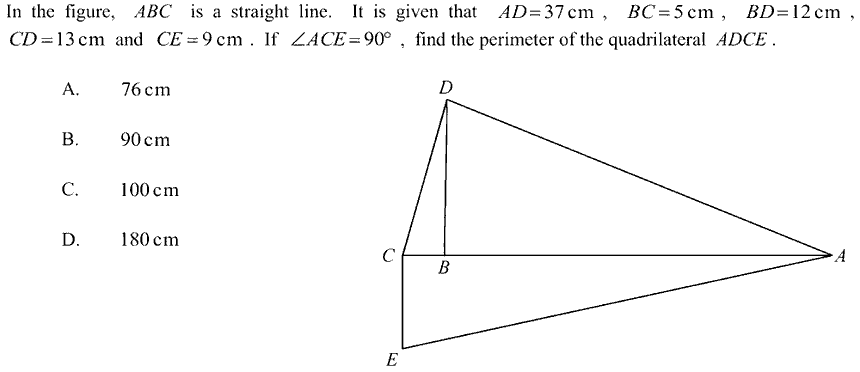 In the figure, ABC is a straight line. It is given that AD=37 cm , BC=5 cm , BD=12 cm ,
CD=13 cm and CE=9 cm . If ∠ACE=90° , find the perimeter of the quadrilateral ADCE .
A. 76 cm
B. 90 cm
C. 100 cm
D. 180 cm
D
C
B
A
E